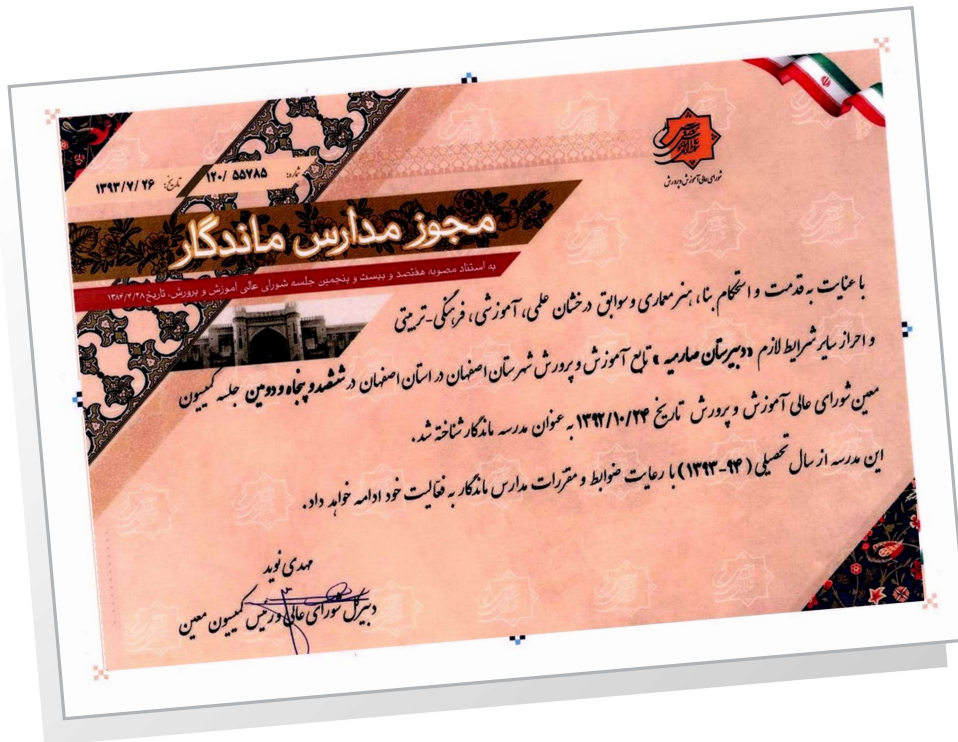 شورای عالی آموزش و پرورش
شماره: ۱۲۰/ ۵۵۷۸۵
تاریخ: ۱۳۹۳/۷/ ۲۶
مجوز مدارس ماندگار
به استناد مصوبه هفتصد و بیست و پنجمین جلسه شورای عالی آموزش و پرورش، تاریخ ۱۳۸۴/۲/۲۸
با عنایت به قدمت و استحکام بنا، هنر معماری و سوابق درخشان علمی، آموزشی، فرهنگی-تربیتی
و احراز سایر شرایط لازم «دبیرستان صارمیه» تابع آموزش و پرورش شهرستان اصفهان در استان اصفهان در ششصد و پنجاه و دومین جلسه کمیسیون
معین شورای عالی آموزش و پرورش تاریخ ۱۳۹۲/۱۰/۲۴ به عنوان مدرسه ماندگار شناخته شد.
این مدرسه از سال تحصیلی (۹۴-۱۳۹۳) با رعایت ضوابط و مقررات مدارس ماندگار به فعالیت خود ادامه خواهد داد.
مهدی نوید
دبیرکل شورای عالی و رئیس کمیسیون معین